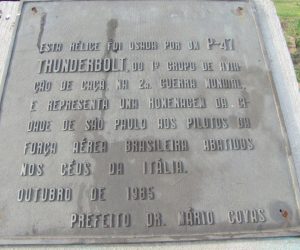 ESTA HÉLICE FOI USADA POR UM P-47
THUNDERBOLT, DO 1º GRUPO DE AVIA
ÇÃO DE CAÇA, NA 2ª GUERRA MUNDIAL,
E REPRESENTA UMA HOMENAGEM DA CI
DADE DE SÃO PAULO AOS PILOTOS DA
FORÇA AÉREA BRASILEIRA ABATIDOS
NOS CÉUS DA ITÁLIA.
OUTUBRO DE 1985
PREFEITO DR. MÁRIO COVAS